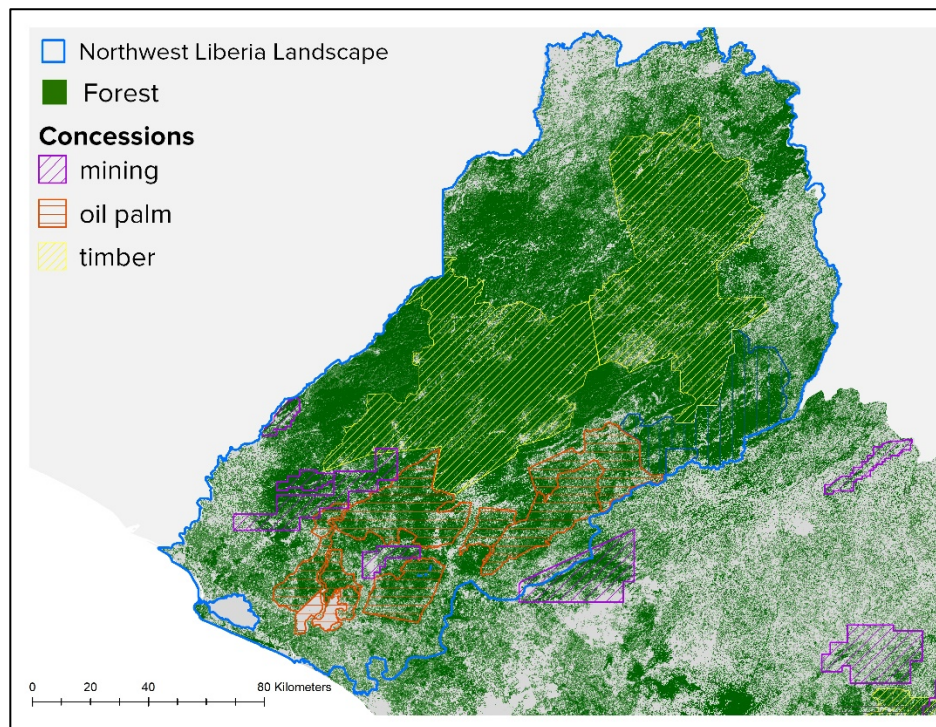 Northwest Liberia Landscape
Forest
Concessions
mining
oil palm
timber
0 20 40 80 Kilometers